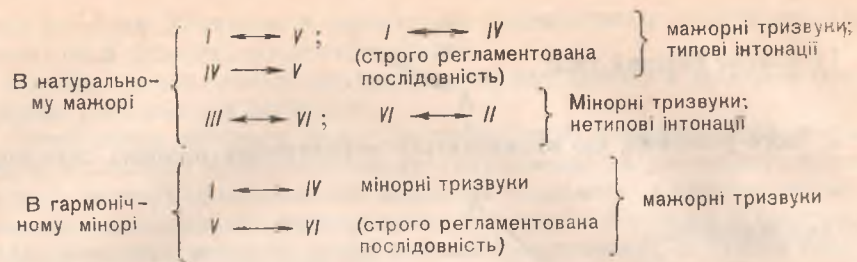 В натурально-
му мажорі
I ⟷ V ; I ⟷ IV
(строго регламентована
послідовність)
IV ⟶ V
мажорні тризвуки;
типові інтонації
III ⟷ VI ; VI ⟷ II
Мінорні тризвуки;
нетипові інтонації
В гармоніч-
ному мінорі
I ⟷ IV мінорні тризвуки
V ⟶ VI (строго регламентована
послідовність)
мажорні тризвуки